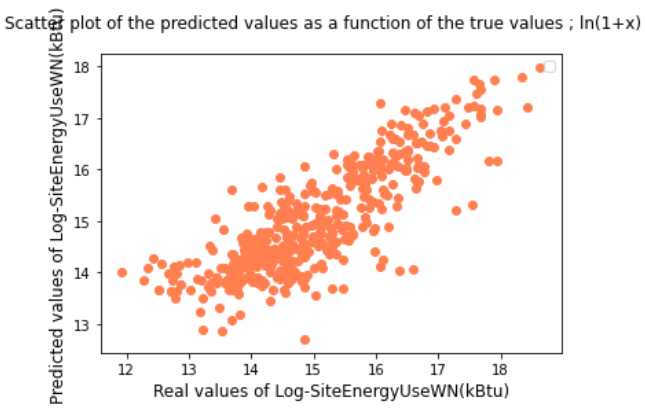 Scatter plot of the predicted values as a function of the true values ; ln(1+x)
Predicted values of Log-SiteEnergyUseWN(kBtu)
18
17
16
15
14
13
12 13 14 15 16 17 18
Real values of Log-SiteEnergyUseWN(kBtu)